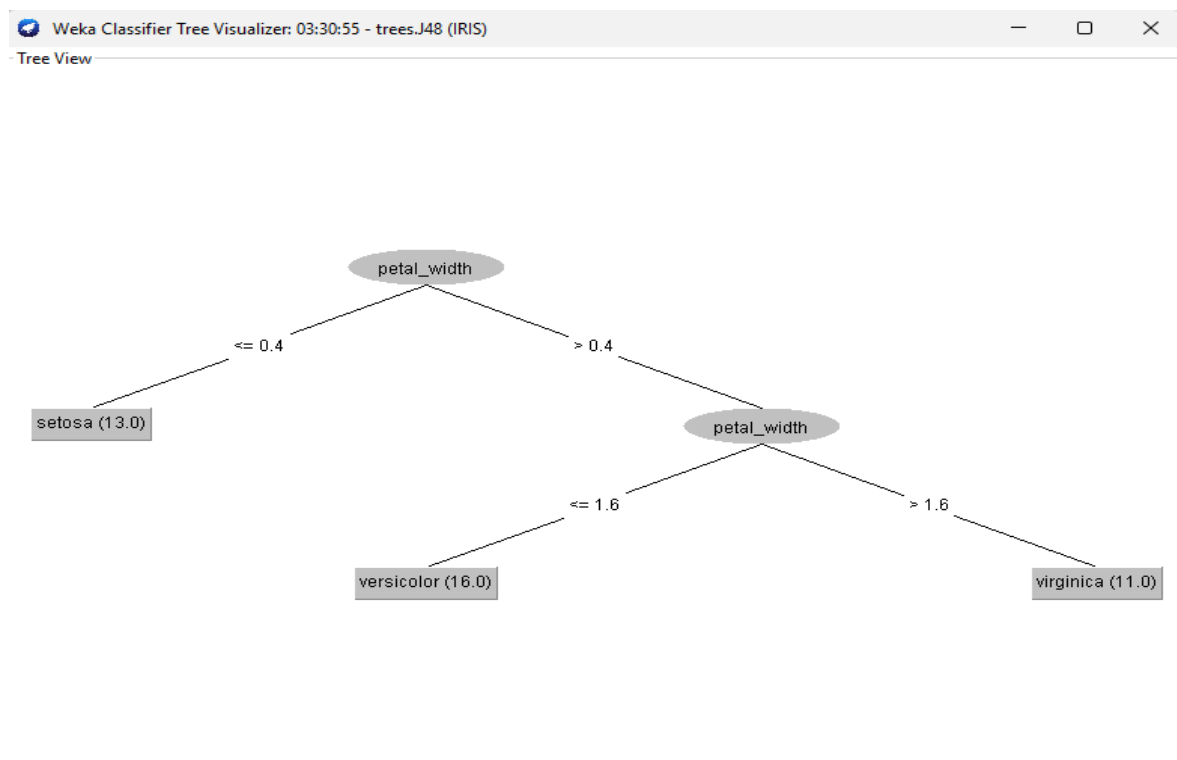 Weka Classifier Tree Visualizer: 03:30:55 - trees.J48 (IRIS)
Tree View
petal_width
<= 0.4
> 0.4
setosa (13.0)
petal_width
<= 1.6
> 1.6
versicolor (16.0)
virginica (11.0)